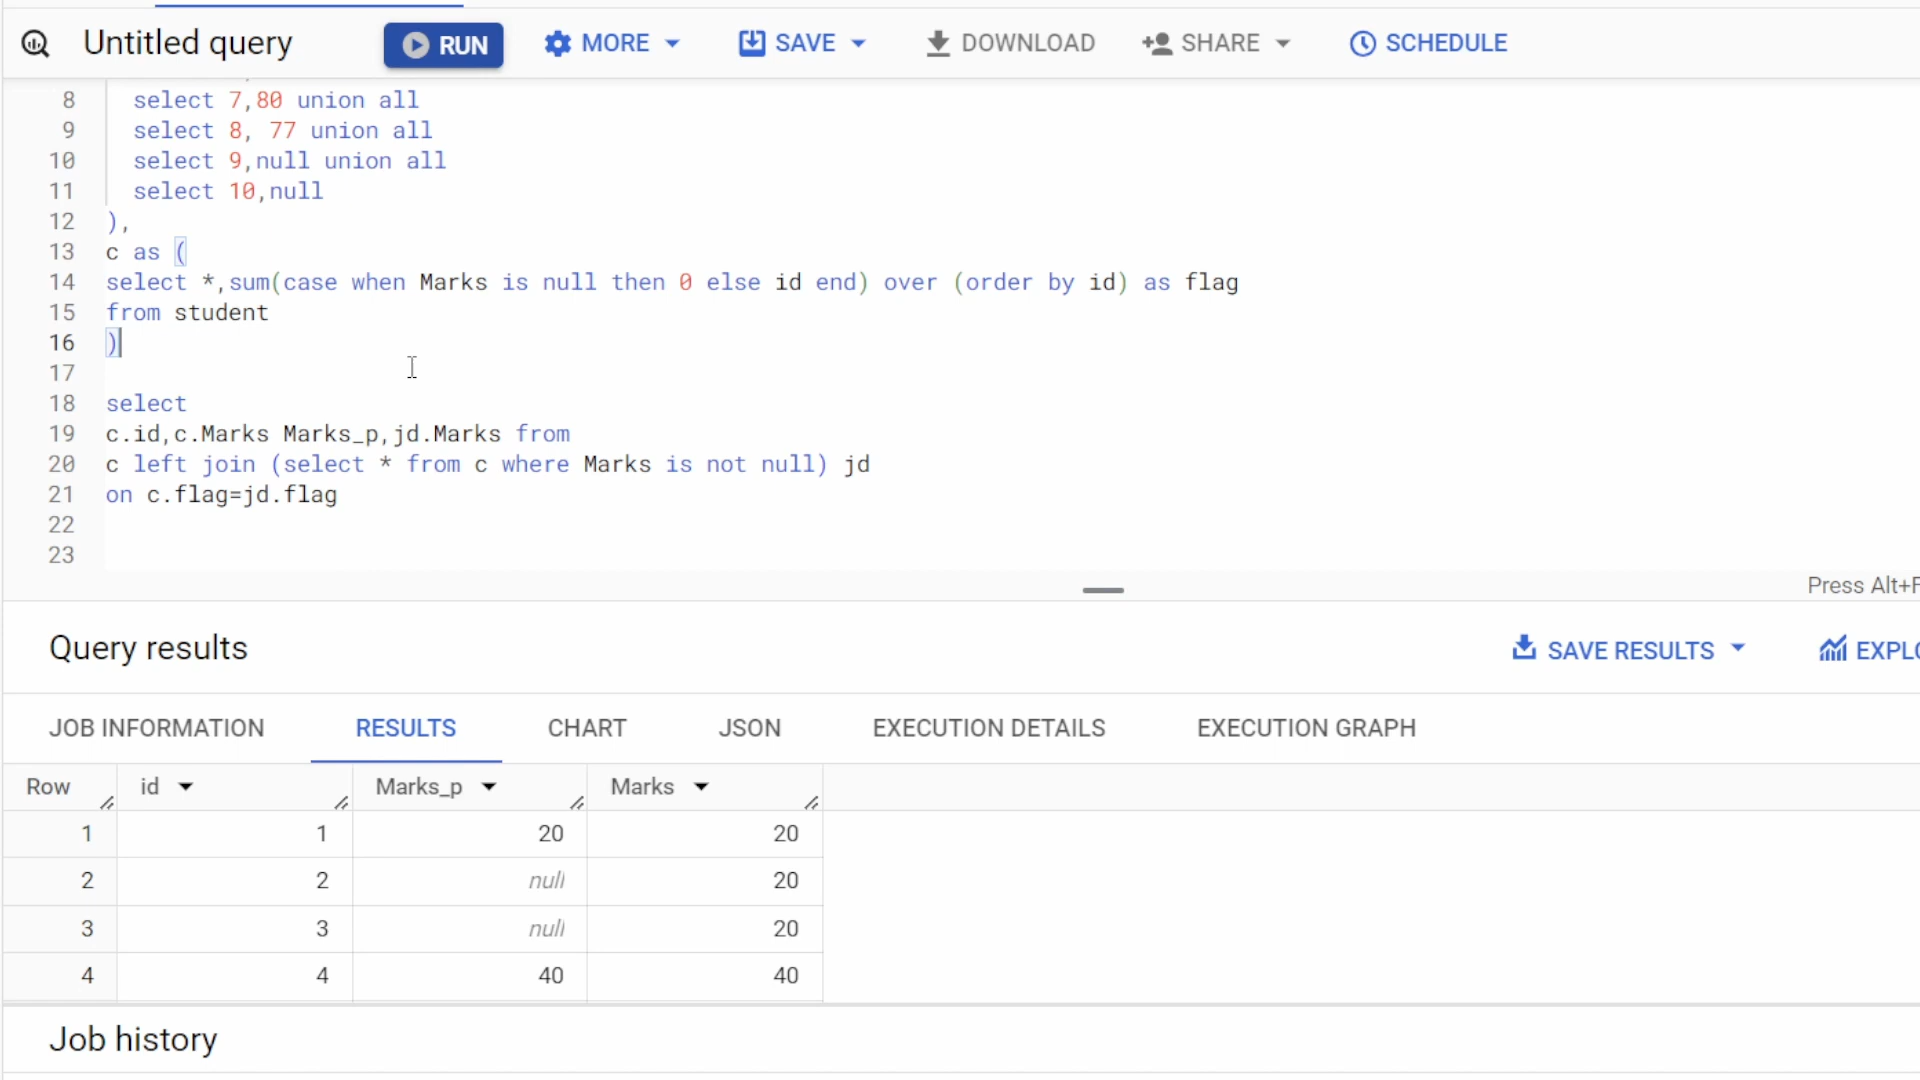 Untitled query RUN MORE SAVE DOWNLOAD SHARE SCHEDULE
8 select 7,80 union all
9 select 8, 77 union all
10 select 9,null union all
11 select 10,null
12 ),
13 c as (
14 select *,sum(case when Marks is null then 0 else id end) over (order by id) as flag
15 from student
16 )
17
18 select
19 c.id,c.Marks Marks_p,jd.Marks from
20 c left join (select * from c where Marks is not null) jd
21 on c.flag=jd.flag
22
23
Press Alt+F
Query results SAVE RESULTS EXPLO
JOB INFORMATION RESULTS CHART JSON EXECUTION DETAILS EXECUTION GRAPH
Row id Marks_p Marks
1 1 20 20
2 2 null 20
3 3 null 20
4 4 40 40
Job history